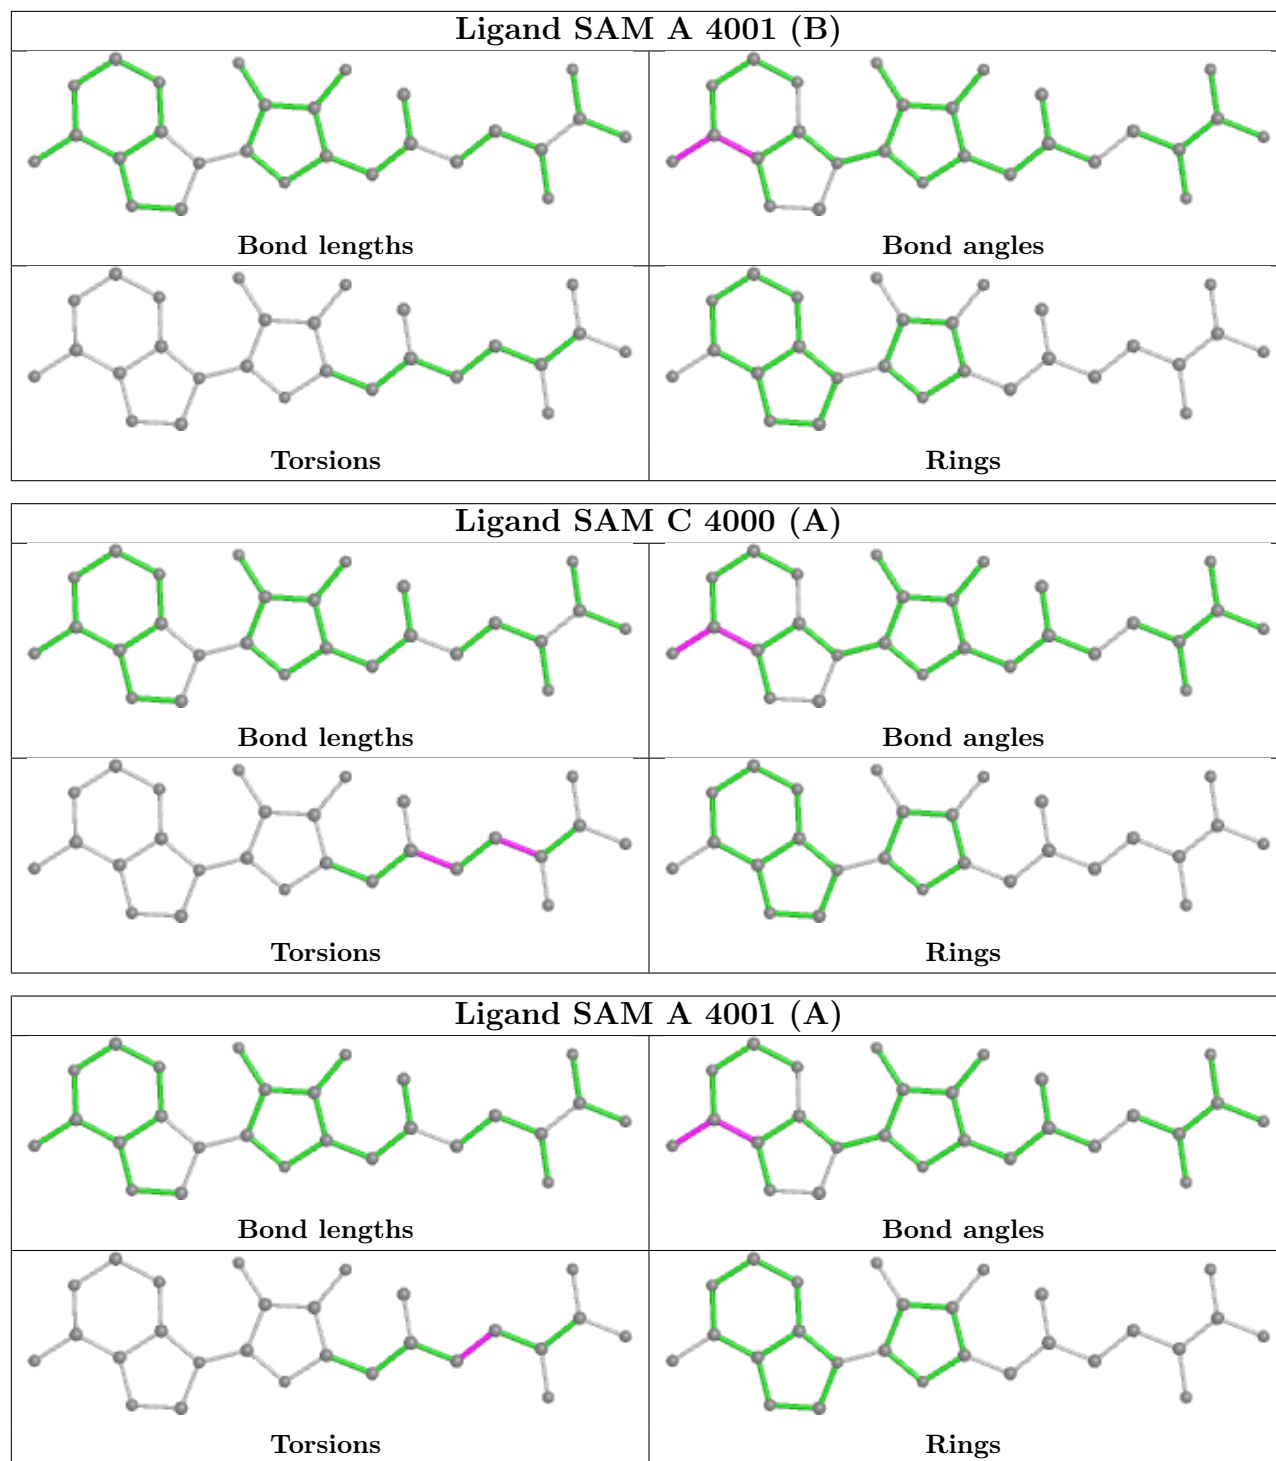 Ligand SAM A 4001 (B)
Bond lengths
Bond angles
Torsions
Rings
Ligand SAM C 4000 (A)
Bond lengths
Bond angles
Torsions
Rings
Ligand SAM A 4001 (A)
Bond lengths
Bond angles
Torsions
Rings